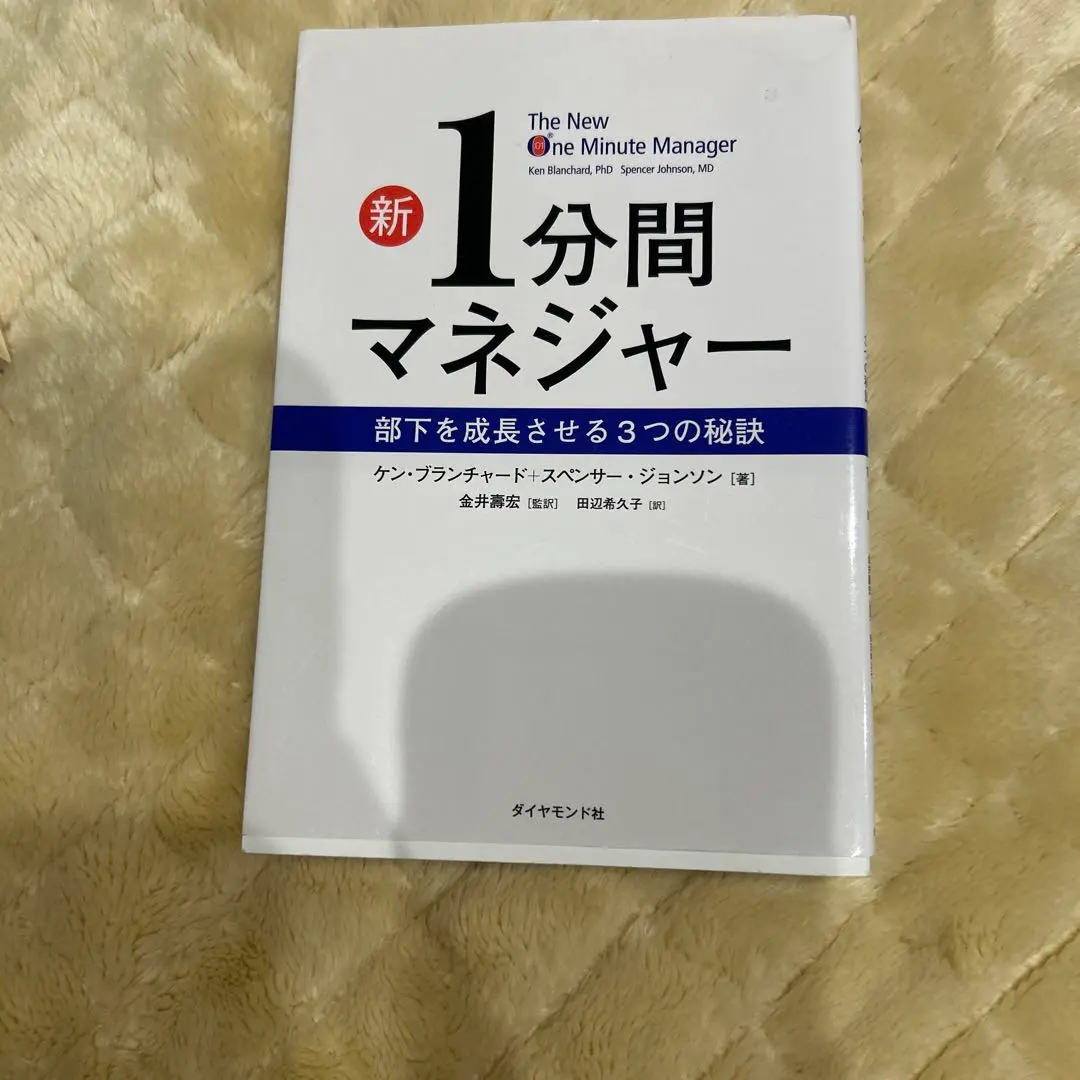 The New
One Minute Manager
Ken Blanchard, PhD Spencer Johnson, MD
新
1分間
マネジャー
部下を成長させる3つの秘訣
ケン・ブランチャード+スペンサー・ジョンソン[著]
金井壽宏[監訳] 田辺希久子[訳]
ダイヤモンド社